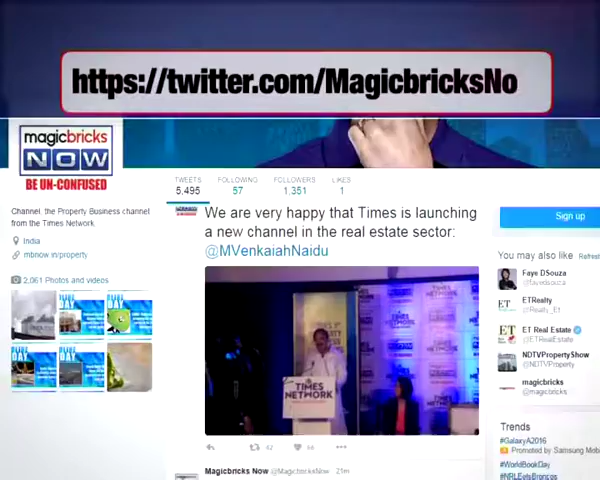 https://twitter.com/MagicbricksNo
magicbricks
NOW
BE UN-CONFUSED
TWEETS FOLLOWING FOLLOWERS LIKES
5,495 57 1,351 1
Channel, the Property Business channel
from the Times Network.
India
mbnow.in/property
2,061 Photos and videos
We are very happy that Times is launching
a new channel in the real estate sector:
@MVenkaiahNaidu
TIMES
NETWORK
Magicbricks Now @MagicbricksNow 21m
Sign up
You may also like Refresh
Faye DSouza
@fayedsouza
ETRealty
@Realty_Et
ET Real Estate
@ETRealEstate
NDTVPropertyShow
@NDTVProperty
magicbricks
@magicbricks
Trends
#GalaxyA2016
Promoted by Samsung Mob
#WorldBookDay
#NRLEelsBroncos